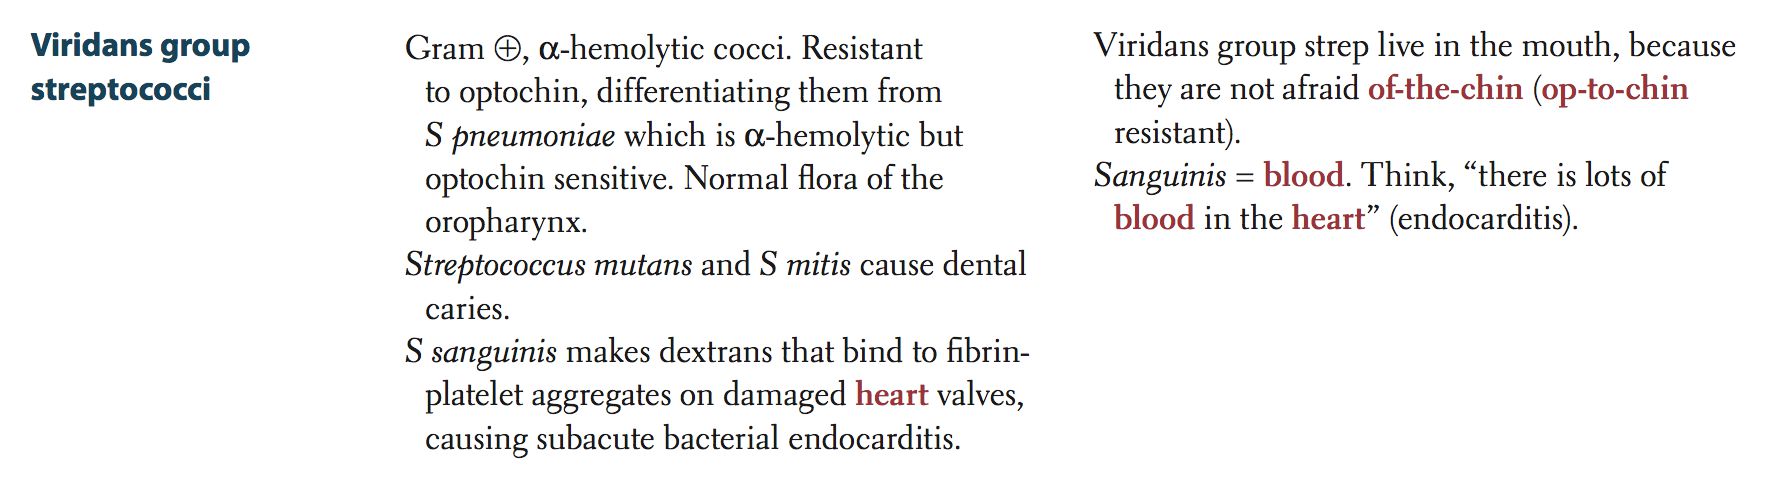 Viridans group
streptococci
Gram ⊕, α-hemolytic cocci. Resistant
to optochin, differentiating them from
S pneumoniae which is α-hemolytic but
optochin sensitive. Normal flora of the
oropharynx.
Streptococcus mutans and S mitis cause dental
caries.
S sanguinis makes dextrans that bind to fibrin-
platelet aggregates on damaged heart valves,
causing subacute bacterial endocarditis.
Viridans group strep live in the mouth, because
they are not afraid of-the-chin (op-to-chin
resistant).
Sanguinis = blood. Think, “there is lots of
blood in the heart” (endocarditis).